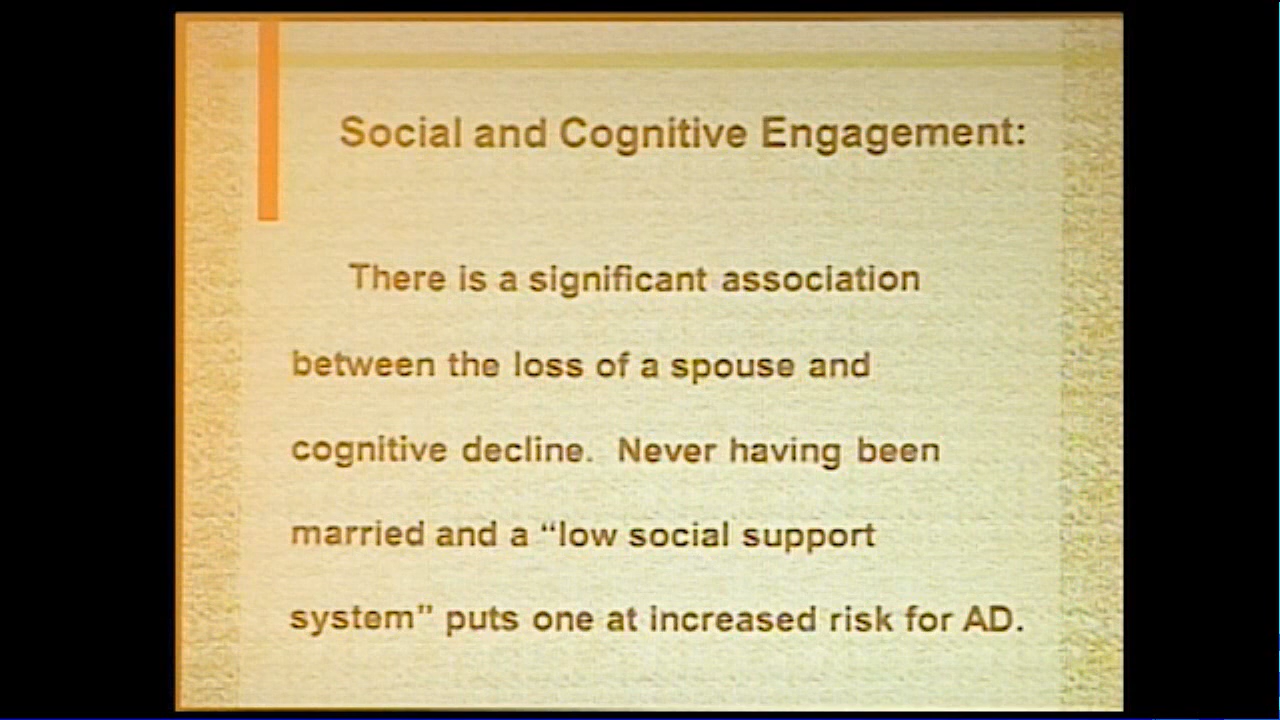 Social and Cognitive Engagement:
There is a significant association
between the loss of a spouse and
cognitive decline. Never having been
married and a “low social support
system” puts one at increased risk for AD.